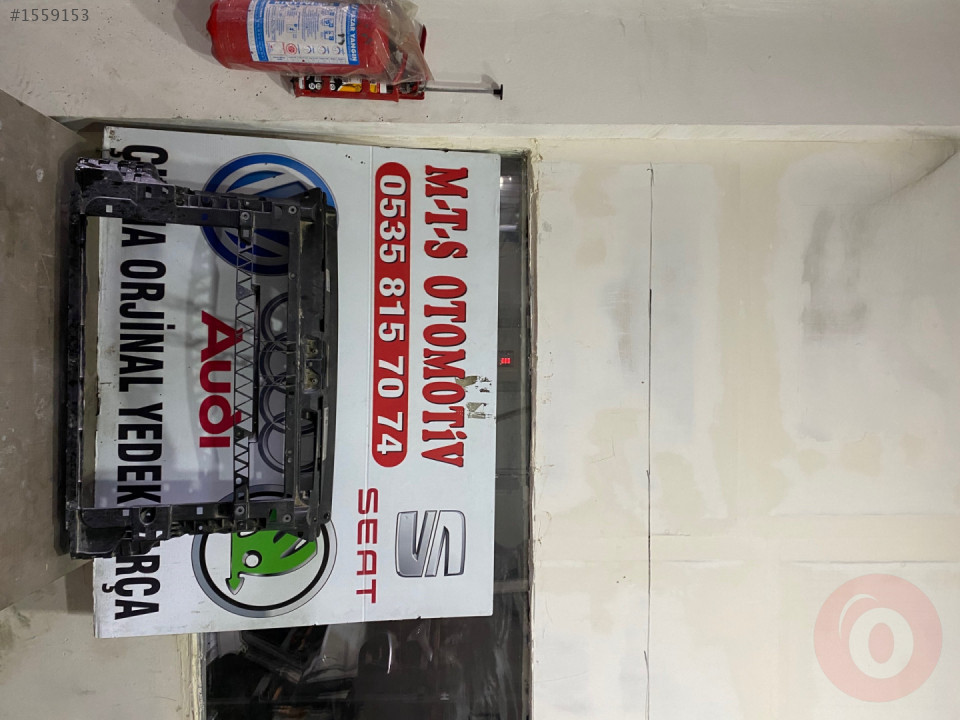 #1559153
M-T-S OTOMOTİV
0535 815 70 74
SEAT
Audi
ORJİNAL YEDEK